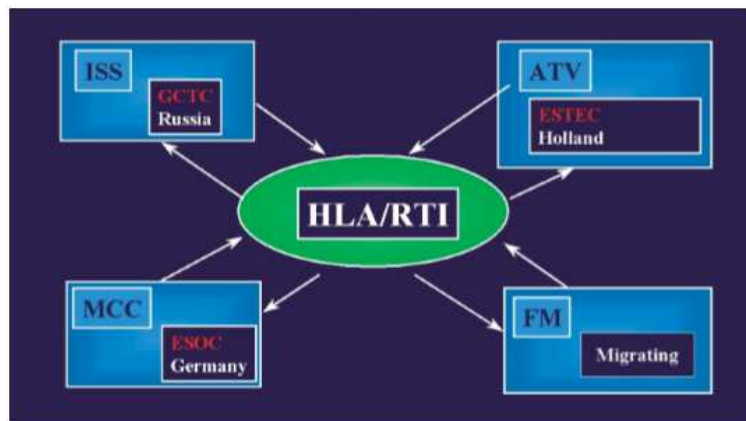 ISS
GCTC
Russia
ATV
ESTEC
Holland
HLA/RTI
MCC
ESOC
Germany
FM
Migrating